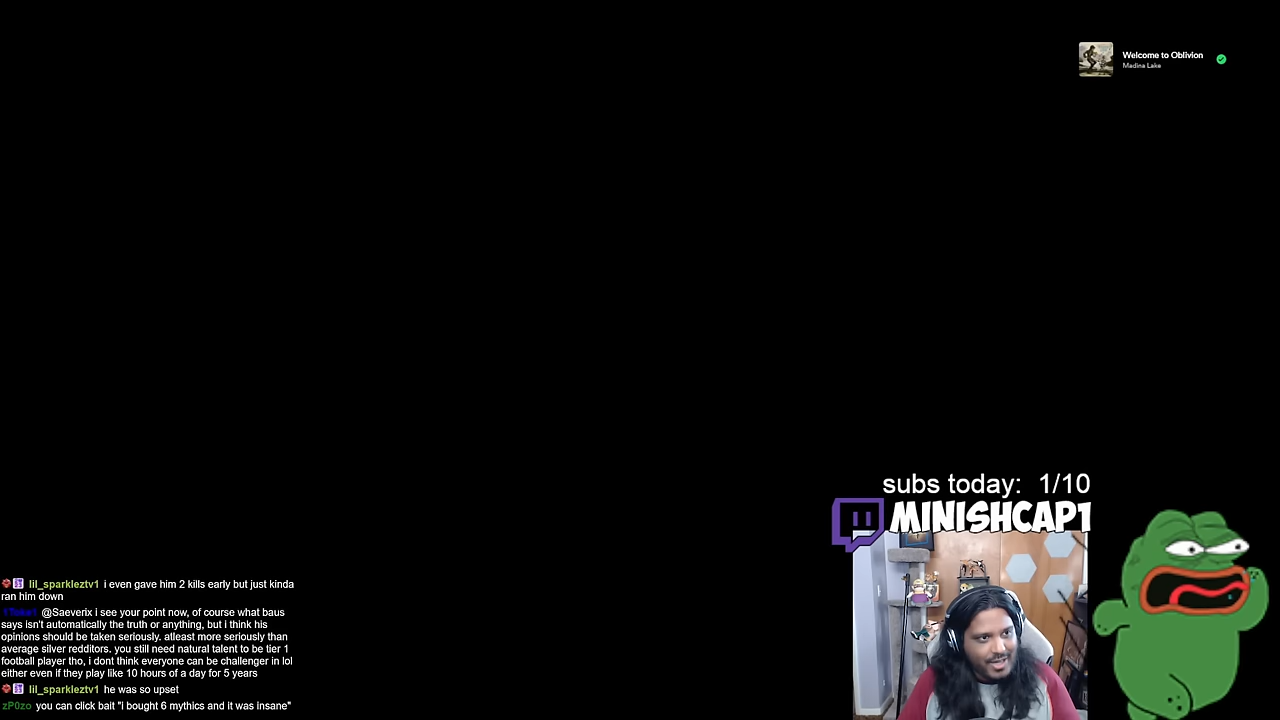 Welcome to Oblivion
Madina Lake
subs today: 1/10
MINISHCAP1
lil_sparkleztv1 i even gave him 2 kills early but just kinda
ran him down
@Saeverix i see your point now, of course what baus
says isn't automatically the truth or anything, but i think his
opinions should be taken seriously. atleast more seriously than
average silver redditors. you still need natural talent to be tier 1
football player tho, i dont think everyone can be challenger in lol
either even if they play like 10 hours of a day for 5 years
lil_sparkleztv1 he was so upset
zP0zo you can click bait "i bought 6 mythics and it was insane"